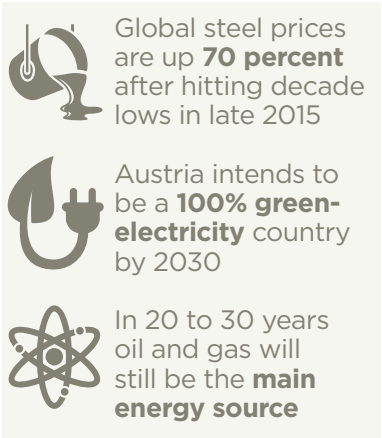 Global steel prices
are up 70 percent
after hitting decade
lows in late 2015
Austria intends to
be a 100% green-
electricity country
by 2030
In 20 to 30 years
oil and gas will
still be the main
energy source